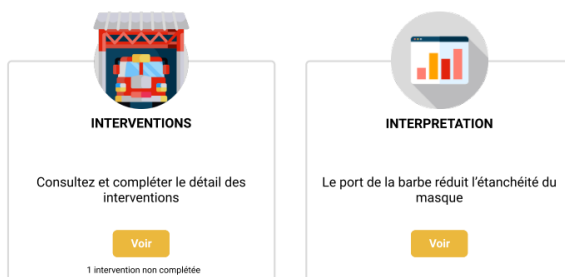 INTERVENTIONS
Consultez et compléter le détail des
interventions
Voir
1 intervention non complétée
INTERPRETATION
Le port de la barbe réduit l'étanchéité du
masque
Voir